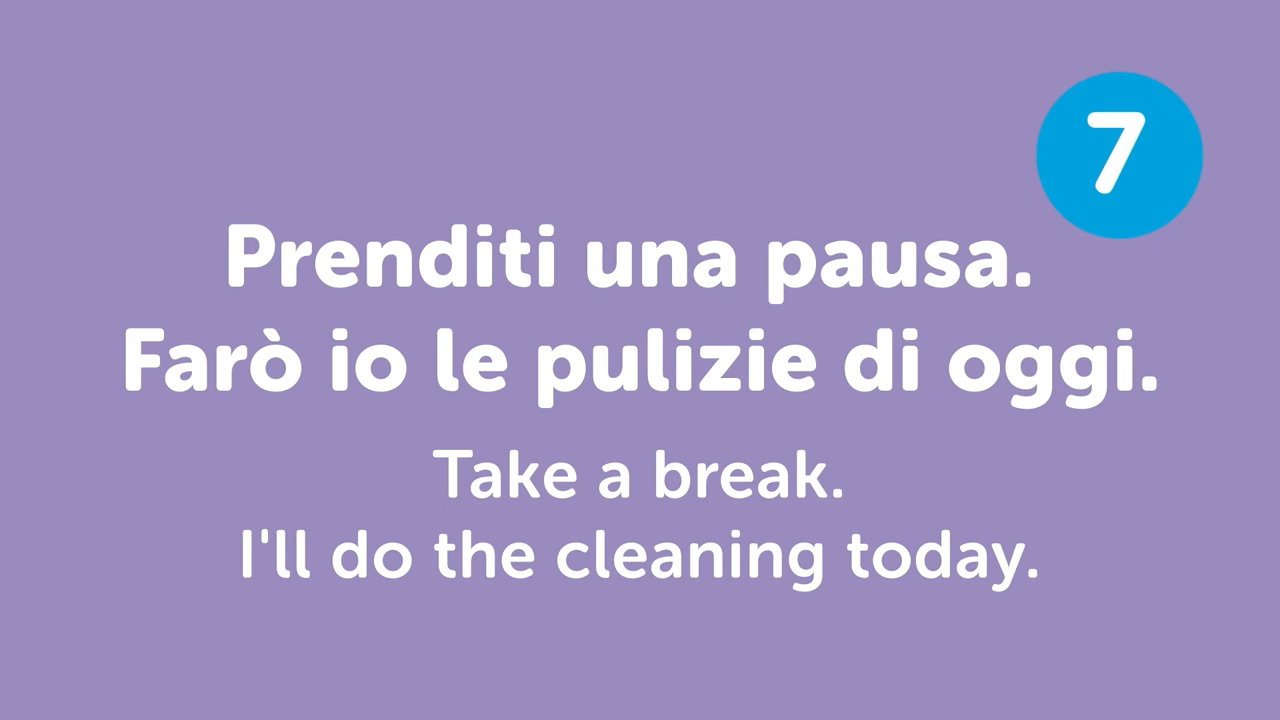 7
Prenditi una pausa.
Farò io le pulizie di oggi.
Take a break.
I'll do the cleaning today.